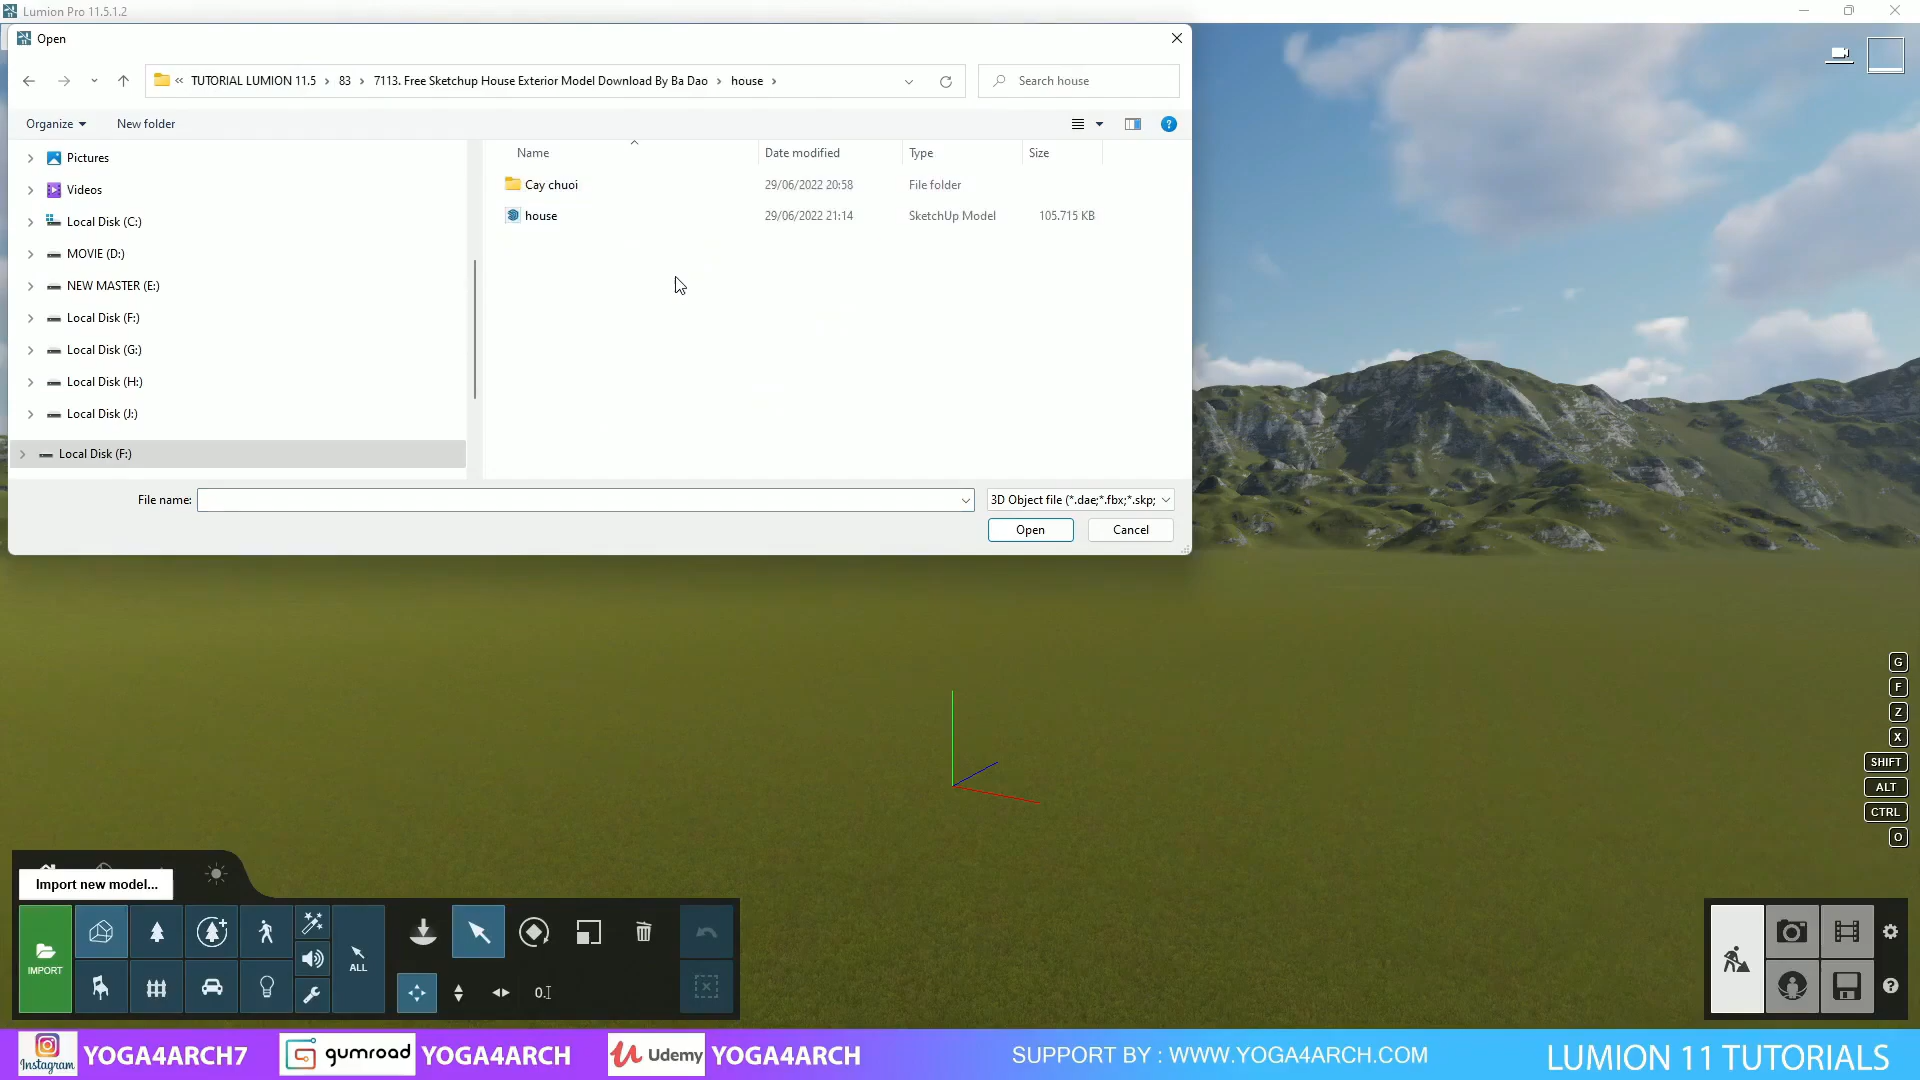 Lumion Pro 11.5.1.2
Open
« TUTORIAL LUMION 11.5 > 83 > 7113. Free Sketchup House Exterior Model Download By Ba Dao > house >
Search house
Organize
New folder
Name
Date modified
Type
Size
Pictures
Videos
Local Disk (C:)
MOVIE (D:)
NEW MASTER (E:)
Local Disk (F:)
Local Disk (G:)
Local Disk (H:)
Local Disk (J:)
Local Disk (F:)
Cay chuoi 29/06/2022 20:58 File folder
house 29/06/2022 21:14 SketchUp Model 105.715 KB
File name:
3D Object file (*.dae;*.fbx;*.skp;
Open
Cancel
G
F
Z
X
SHIFT
ALT
CTRL
O
Import new model...
IMPORT
ALL
Instagram
YOGA4ARCH7
gumroad
YOGA4ARCH
Udemy
YOGA4ARCH
SUPPORT BY : WWW.YOGA4ARCH.COM
LUMION 11 TUTORIALS